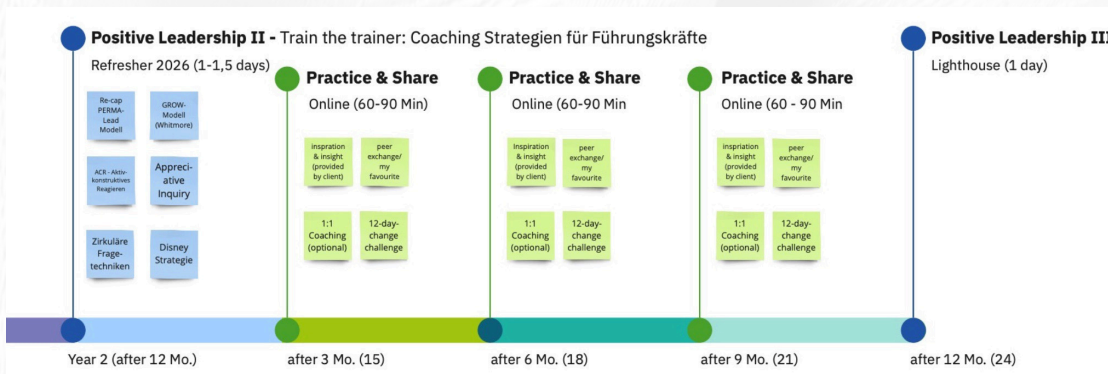 Positive Leadership II - Train the trainer: Coaching Strategien für Führungskräfte
Refresher 2026 (1-1,5 days)
Re-cap
PERMA-
Lead
Modell
GROW-
Modell
(Whitmore)
ACR - Aktiv-
konstruktives
Reagieren
Appreci-
ative
Inquiry
Zirkuläre
Frage-
techniken
Disney
Strategie
Practice & Share
Online (60-90 Min)
inspration
& insight
(provided
by client)
peer
exchange/
my
favourite
1:1
Coaching
(optional)
12-day-
change
challenge
Practice & Share
Online (60-90 Min
Inspiration
& insight
(provided
by client)
peer
exchange/
my
favourite
1:1
Coaching
(optional)
12-day-
change
challenge
Practice & Share
Online (60 - 90 Min
inspriation
& insight
(provided
by client)
peer
exchange/
my
favourite
1:1
Coaching
(optional)
12-day-
change
challenge
Positive Leadership III
Lighthouse (1 day)
Year 2 (after 12 Mo.)
after 3 Mo. (15)
after 6 Mo. (18)
after 9 Mo. (21)
after 12 Mo. (24)